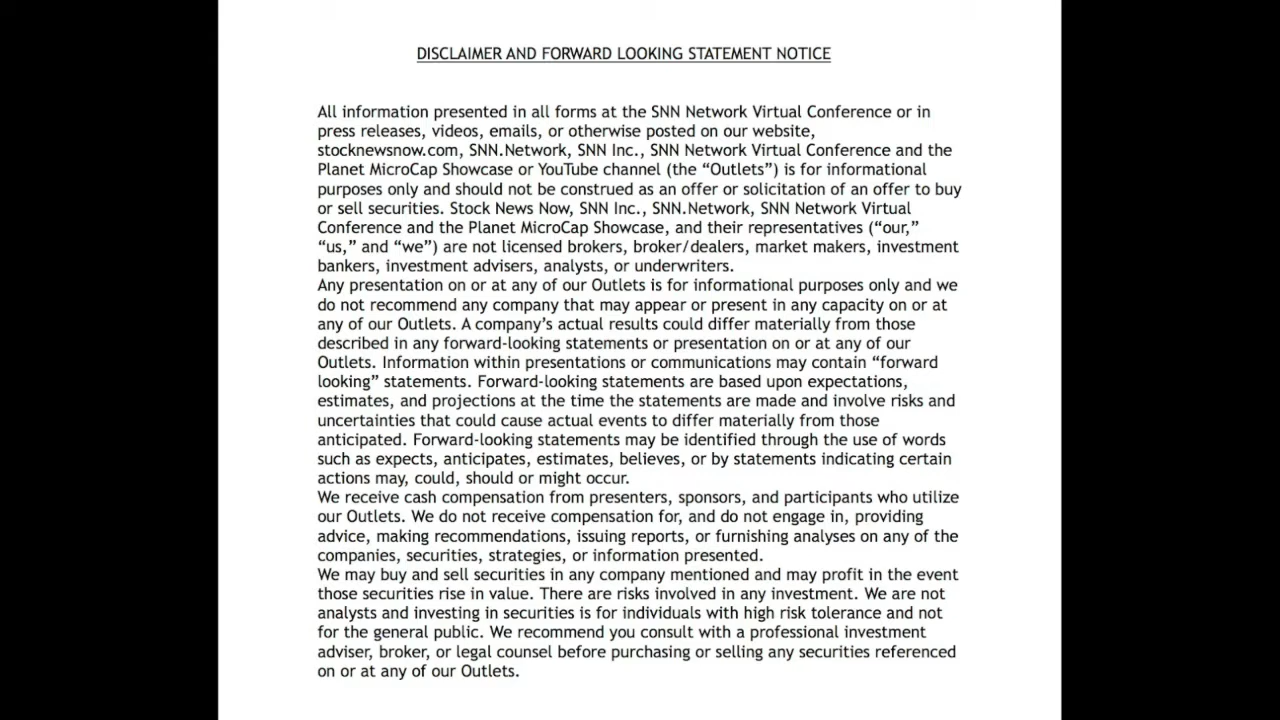 DISCLAIMER AND FORWARD LOOKING STATEMENT NOTICE
All information presented in all forms at the SNN Network Virtual Conference or in
press releases, videos, emails, or otherwise posted on our website,
stocknewsnow.com, SNN.Network, SNN Inc., SNN Network Virtual Conference and the
Planet MicroCap Showcase or YouTube channel (the “Outlets”) is for informational
purposes only and should not be construed as an offer or solicitation of an offer to buy
or sell securities. Stock News Now, SNN Inc., SNN.Network, SNN Network Virtual
Conference and the Planet MicroCap Showcase, and their representatives (“our,”
“us,” and “we”) are not licensed brokers, broker/dealers, market makers, investment
bankers, investment advisers, analysts, or underwriters.
Any presentation on or at any of our Outlets is for informational purposes only and we
do not recommend any company that may appear or present in any capacity on or at
any of our Outlets. A company’s actual results could differ materially from those
described in any forward-looking statements or presentation on or at any of our
Outlets. Information within presentations or communications may contain “forward
looking” statements. Forward-looking statements are based upon expectations,
estimates, and projections at the time the statements are made and involve risks and
uncertainties that could cause actual events to differ materially from those
anticipated. Forward-looking statements may be identified through the use of words
such as expects, anticipates, estimates, believes, or by statements indicating certain
actions may, could, should or might occur.
We receive cash compensation from presenters, sponsors, and participants who utilize
our Outlets. We do not receive compensation for, and do not engage in, providing
advice, making recommendations, issuing reports, or furnishing analyses on any of the
companies, securities, strategies, or information presented.
We may buy and sell securities in any company mentioned and may profit in the event
those securities rise in value. There are risks involved in any investment. We are not
analysts and investing in securities is for individuals with high risk tolerance and not
for the general public. We recommend you consult with a professional investment
adviser, broker, or legal counsel before purchasing or selling any securities referenced
on or at any of our Outlets.